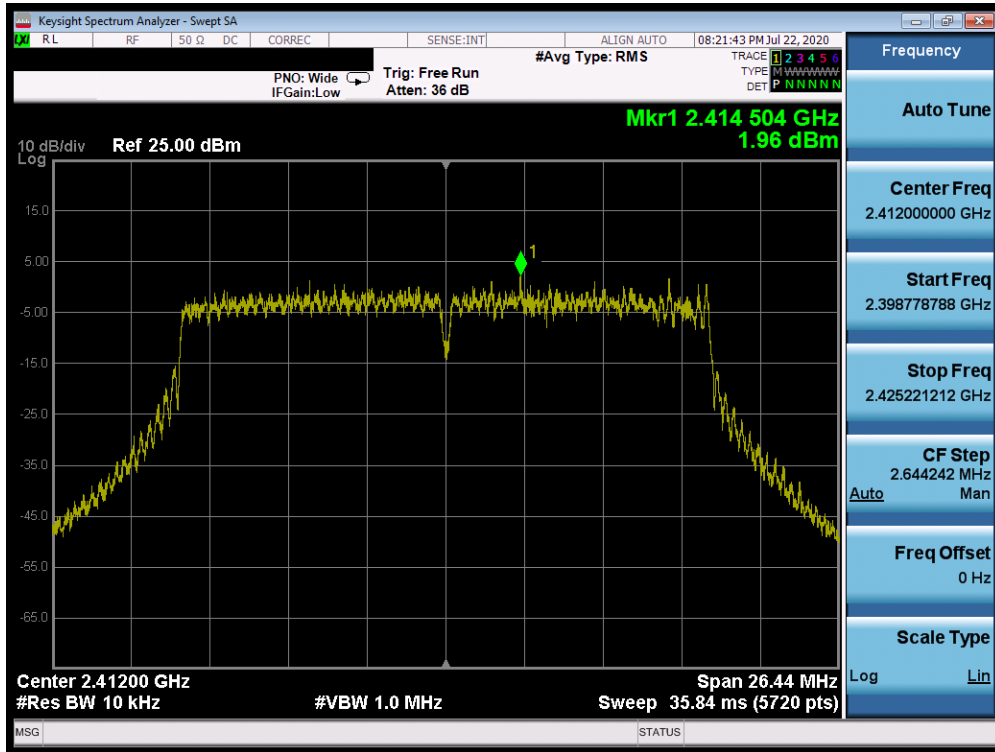 Keysight Spectrum Analyzer - Swept SA
LXI RL RF 50 Ω DC CORREC SENSE:INT ALIGN AUTO 08:21:43 PM Jul 22, 2020
#Avg Type: RMS TRACE 1 2 3 4 5 6
PNO: Wide Trig: Free Run TYPE M WWWWW
IFGain:Low Atten: 36 dB DET P N N N N N
Mkr1 2.414 504 GHz
1.96 dBm
10 dB/div Ref 25.00 dBm
Log
15.0
1
5.00
-5.00
-15.0
-25.0
-35.0
-45.0
-55.0
-65.0
Center 2.41200 GHz Span 26.44 MHz
#Res BW 10 kHz #VBW 1.0 MHz Sweep 35.84 ms (5720 pts)
MSG STATUS
Frequency
Auto Tune
Center Freq
2.412000000 GHz
Start Freq
2.398778788 GHz
Stop Freq
2.425221212 GHz
CF Step
2.644242 MHz
Auto Man
Freq Offset
0 Hz
Scale Type
Log Lin